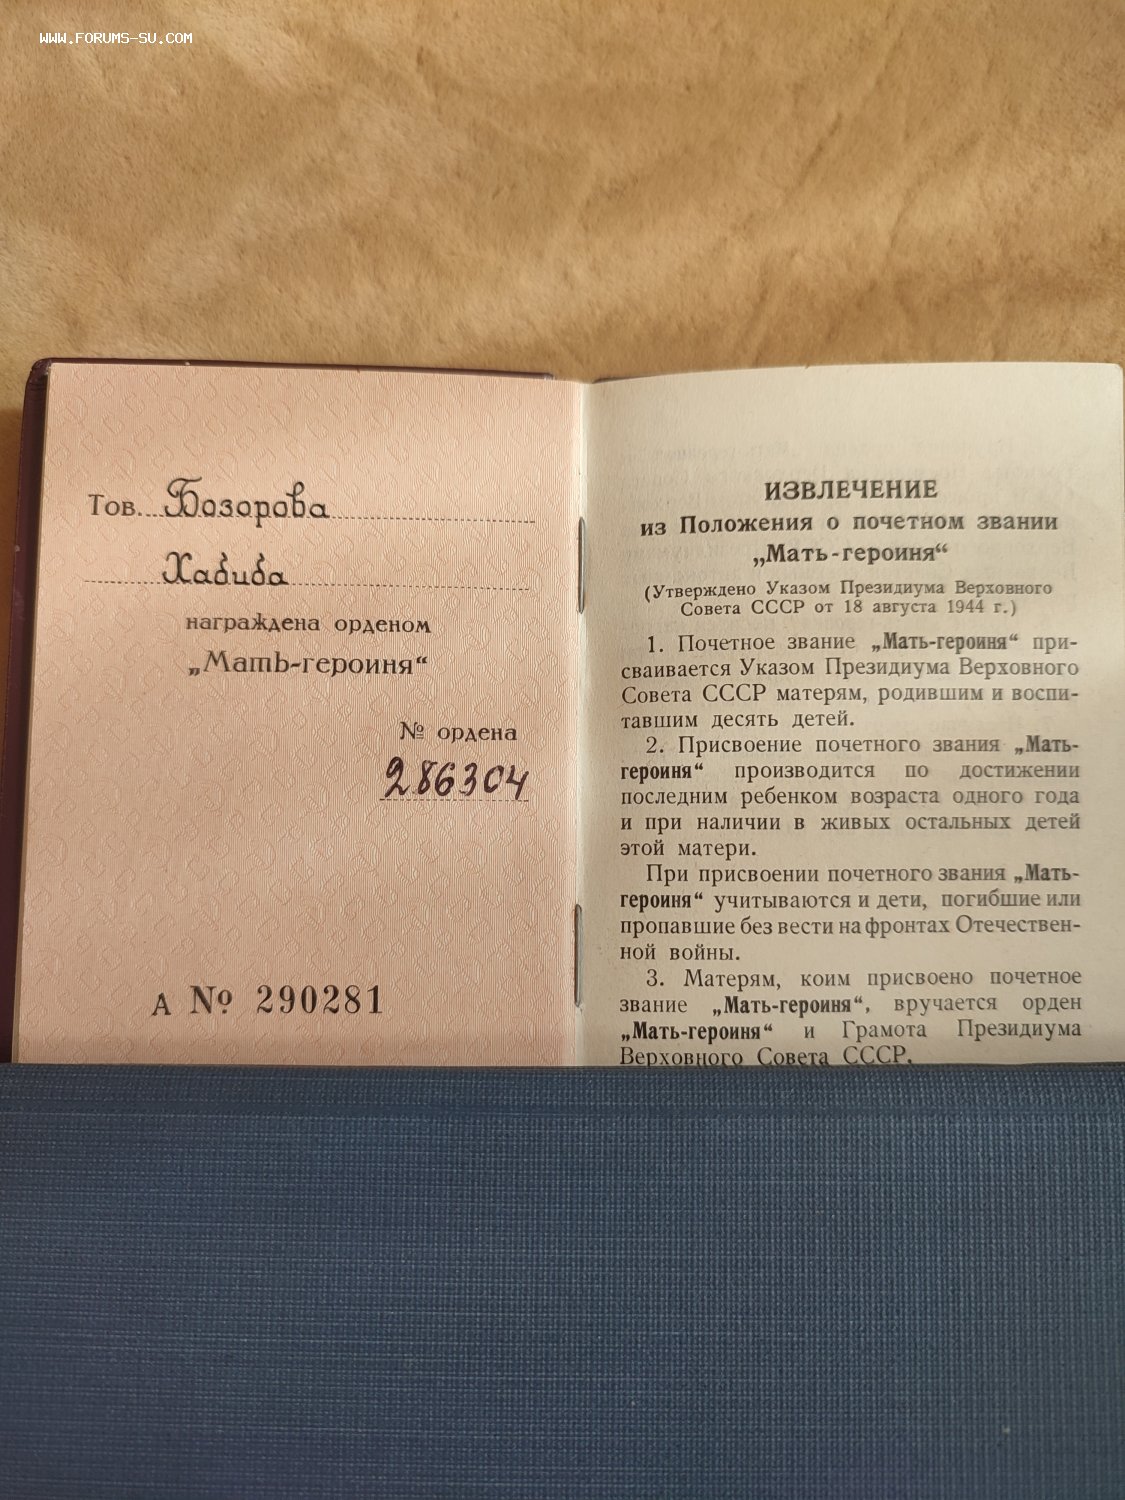 WWW.FORUMS-SU.COM
Тов. Бозорова
Хабиба
награждена орденом
„Мать-героиня“
№ ордена
286304
А № 290281
ИЗВЛЕЧЕНИЕ
из Положения о почетном звании
„Мать-героиня“
(Утверждено Указом Президиума Верховного
Совета СССР от 18 августа 1944 г.)
1. Почетное звание „Мать-героиня“ при-
сваивается Указом Президиума Верховного
Совета СССР матерям, родившим и воспи-
тавшим десять детей.
2. Присвоение почетного звания „Мать-
героиня“ производится по достижении
последним ребенком возраста одного года
и при наличии в живых остальных детей
этой матери.
При присвоении почетного звания „Мать-
героиня“ учитываются и дети, погибшие или
пропавшие без вести на фронтах Отечествен-
ной войны.
3. Матерям, коим присвоено почетное
звание „Мать-героиня“, вручается орден
„Мать-героиня“ и Грамота Президиума
Верховного Совета СССР.